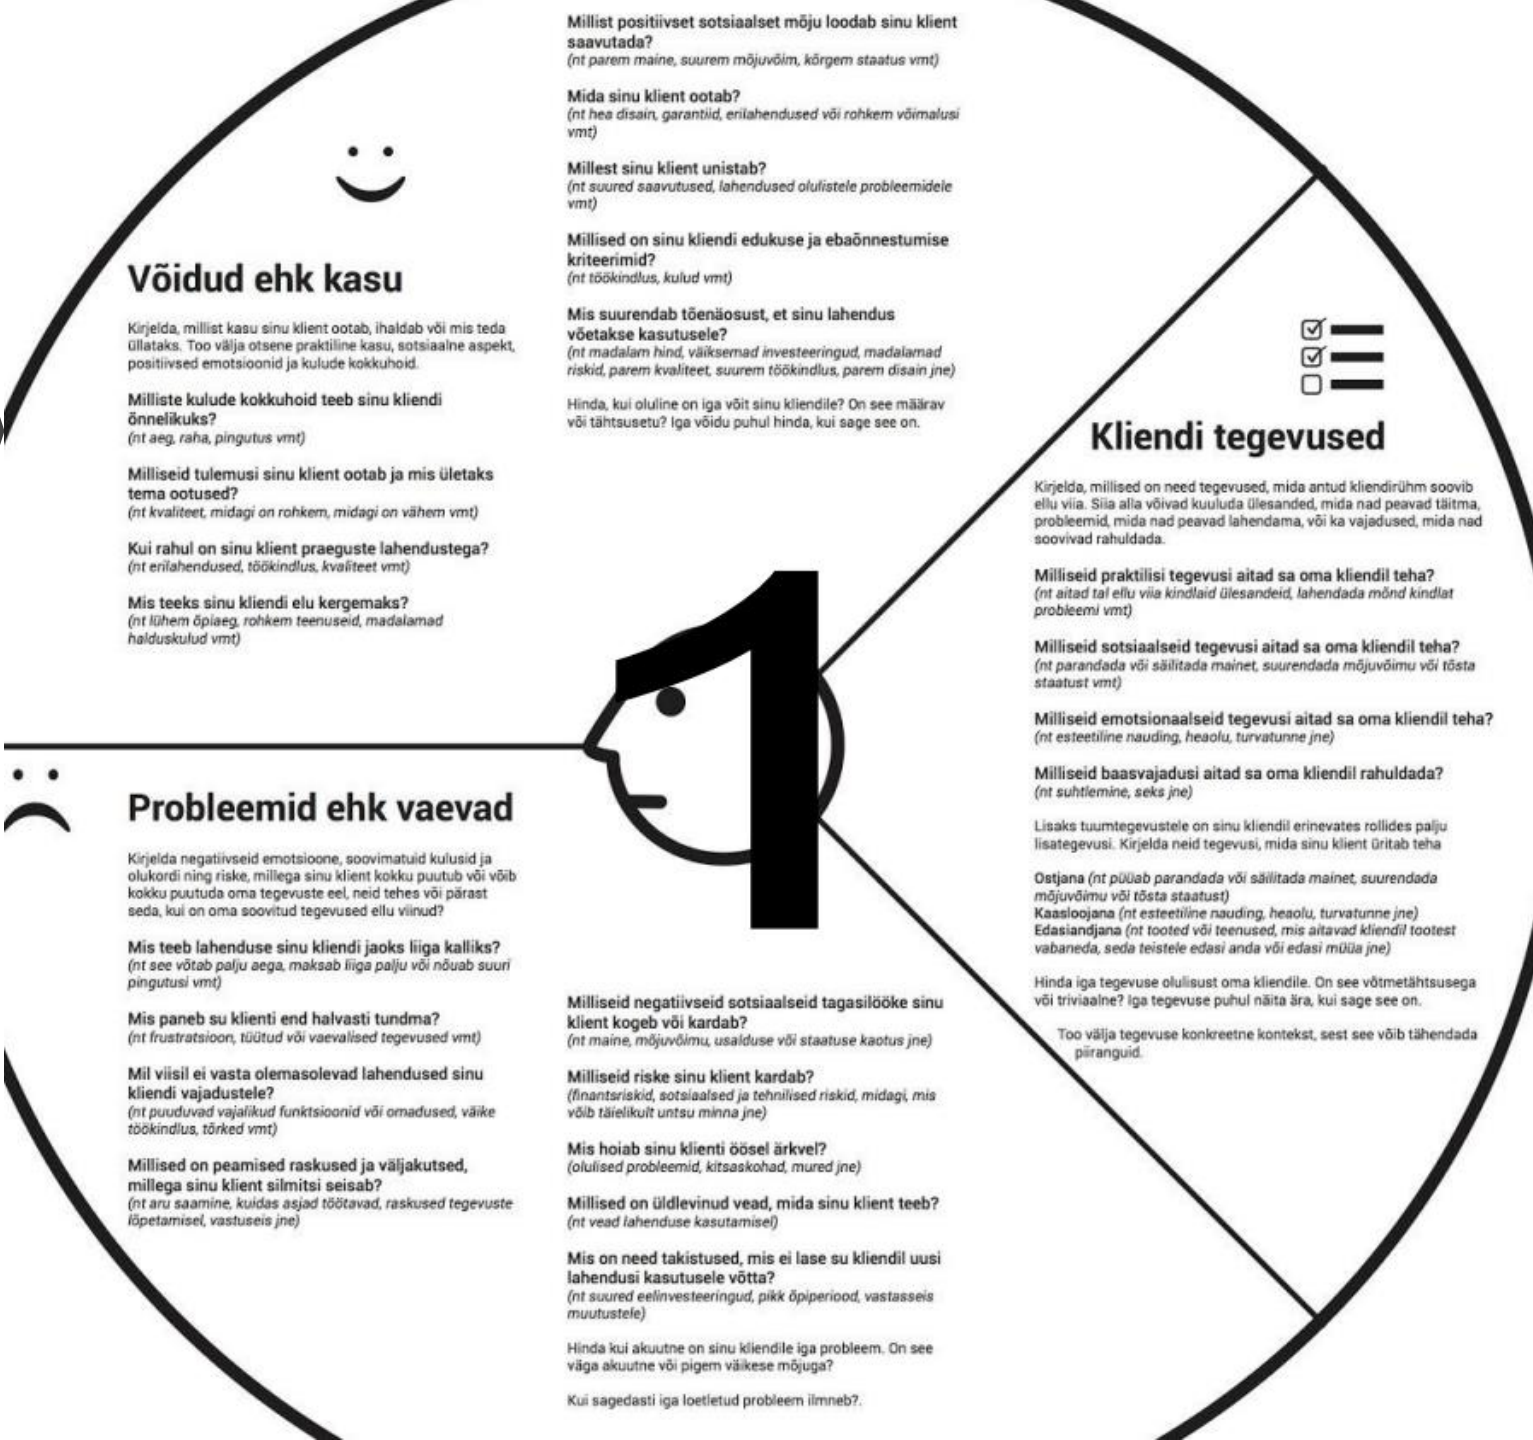 Võidud ehk kasu
Kirjelda, millist kasu sinu klient ootab, ihaldab või mis teda
üllataks. Too välja otsene praktiline kasu, sotsiaalne aspekt,
positiivsed emotsioonid ja kulude kokkuhoid.
Milliste kulude kokkuhoid teeb sinu kliendi
õnnelikuks?
(nt aeg, raha, pingutus vmt)
Milliseid tulemusi sinu klient ootab ja mis ületaks
tema ootused?
(nt kvaliteet, midagi on rohkem, midagi on vähem vmt)
Kui rahul on sinu klient praeguste lahendustega?
(nt erilahendused, töökindlus, kvaliteet vmt)
Mis teeks sinu kliendi elu kergemaks?
(nt lühem õpiaeg, rohkem teenuseid, madalamad
halduskulud vmt)
Millist positiivset sotsiaalset mõju loodab sinu klient
saavutada?
(nt parem maine, suurem mõjuvõim, kõrgem staatus vmt)
Mida sinu klient ootab?
(nt hea disain, garantiid, erilahendused või rohkem võimalusi
vmt)
Millest sinu klient unistab?
(nt suured saavutused, lahendused olulistele probleemidele
vmt)
Millised on sinu kliendi edukuse ja ebaõnnestumise
kriteerimid?
(nt töökindlus, kulud vmt)
Mis suurendab tõenäosust, et sinu lahendus
võetakse kasutusele?
(nt madalam hind, väiksemad investeeringud, madalamad
riskid, parem kvaliteet, suurem töökindlus, parem disain jne)
Hinda, kui oluline on iga võit sinu kliendile? On see määrav
või tähtsusetu? Iga võidu puhul hinda, kui sage see on.
Kliendi tegevused
Kirjelda, millised on need tegevused, mida antud kliendirühm soovib
ellu viia. Siia alla võivad kuuluda ülesanded, mida nad peavad täitma,
probleemid, mida nad peavad lahendama, või ka vajadused, mida nad
soovivad rahuldada.
Milliseid praktilisi tegevusi aitad sa oma kliendil teha?
(nt aitad tal ellu viia kindlaid ülesandeid, lahendada mõnd kindlat
probleemi vmt)
Milliseid sotsiaalseid tegevusi aitad sa oma kliendil teha?
(nt parandada või säilitada mainet, suurendada mõjuvõimu või tõsta
staatust vmt)
Milliseid emotsionaalseid tegevusi aitad sa oma kliendil teha?
(nt esteetiline nauding, heaolu, turvatunne jne)
Milliseid baasvajadusi aitad sa oma kliendil rahuldada?
(nt suhtlemine, seks jne)
Lisaks tuumtegevustele on sinu kliendil erinevates rollides palju
lisategevusi. Kirjelda neid tegevusi, mida sinu klient üritab teha
Ostjana (nt püüab parandada või säilitada mainet, suurendada
mõjuvõimu või tõsta staatust)
Kaasloojana (nt esteetiline nauding, heaolu, turvatunne jne)
Edasiandjana (nt tooted või teenused, mis aitavad kliendil tootest
vabaneda, seda teistele edasi anda või edasi müüa jne)
Hinda iga tegevuse olulisust oma kliendile. On see võtmetähtsusega
või triviaalne? Iga tegevuse puhul näita ära, kui sage see on.
Too välja tegevuse konkreetne kontekst, sest see võib tähendada
piiranguid.
1
Probleemid ehk vaevad
Kirjelda negatiivseid emotsioone, soovimatuid kulusid ja
olukordi ning riske, millega sinu klient kokku puutub või võib
kokku puutuda oma tegevuste eel, neid tehes või pärast
seda, kui on oma soovitud tegevused ellu viinud?
Mis teeb lahenduse sinu kliendi jaoks liiga kalliks?
(nt see võtab palju aega, maksab liiga palju või nõuab suuri
pingutusi vmt)
Mis paneb su klienti end halvasti tundma?
(nt frustratsioon, tüütud või vaevalised tegevused vmt)
Mil viisil ei vasta olemasolevad lahendused sinu
kliendi vajadustele?
(nt puuduvad vajalikud funktsioonid või omadused, väike
töökindlus, tõrked vmt)
Millised on peamised raskused ja väljakutsed,
millega sinu klient silmitsi seisab?
(nt aru saamine, kuidas asjad töötavad, raskused tegevuste
lõpetamisel, vastuseis jne)
Milliseid negatiivseid sotsiaalseid tagasilööke sinu
klient kogeb või kardab?
(nt maine, mõjuvõimu, usalduse või staatuse kaotus jne)
Milliseid riske sinu klient kardab?
(finantsriskid, sotsiaalsed ja tehnilised riskid, midagi, mis
võib täielikult untsu minna jne)
Mis hoiab sinu klienti öösel ärkvel?
(olulised probleemid, kitsaskohad, mured jne)
Millised on üldlevinud vead, mida sinu klient teeb?
(nt vead lahenduse kasutamisel)
Mis on need takistused, mis ei lase su kliendil uusi
lahendusi kasutusele võtta?
(nt suured eelinvesteeringud, pikk õpiperiood, vastasseis
muutustele)
Hinda kui akuutne on sinu kliendile iga probleem. On see
väga akuutne või pigem väikese mõjuga?
Kui sagedasti iga loetletud probleem ilmneb?.